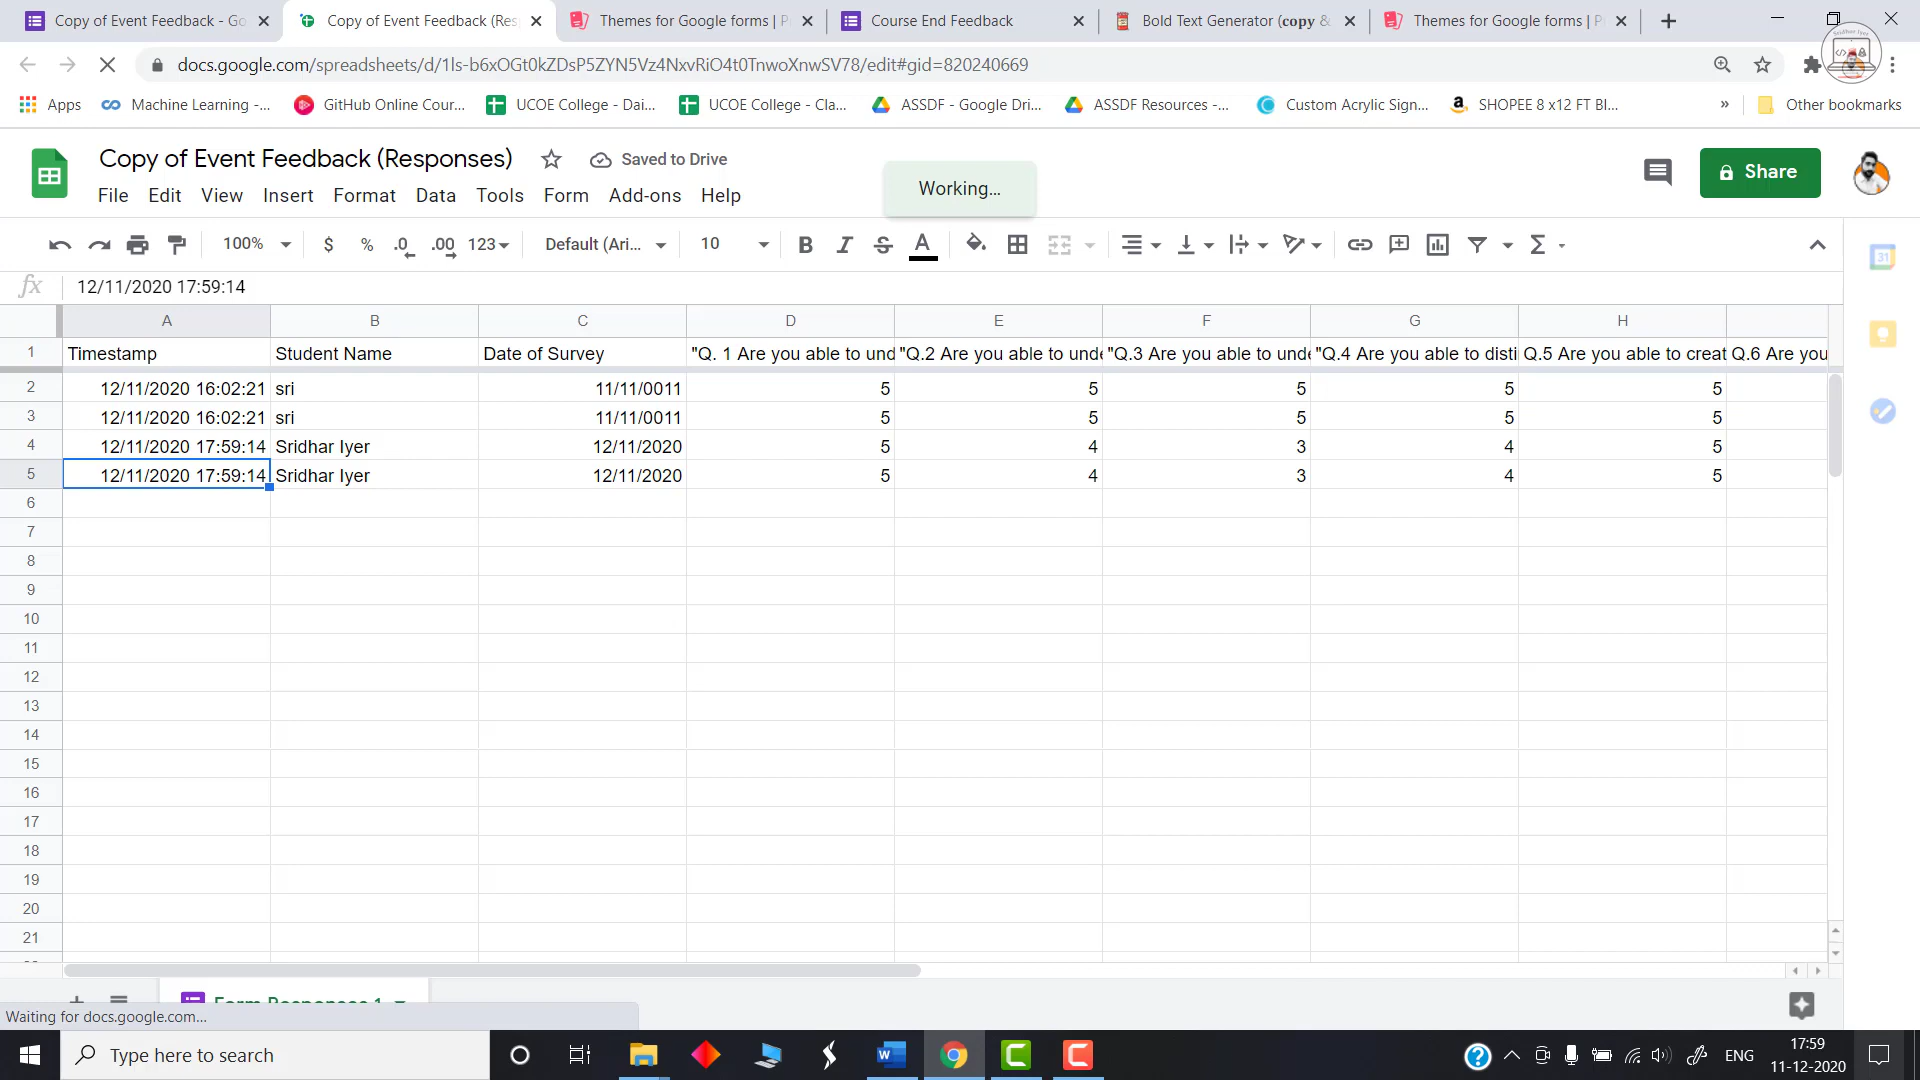 Copy of Event Feedback - Go
Copy of Event Feedback (Res
Themes for Google forms | P
Course End Feedback
Bold Text Generator (copy &
Themes for Google forms | P
docs.google.com/spreadsheets/d/1ls-b6xOGt0kZDsP5ZYN5Vz4NxvRiO4t0TnwoXnwSV78/edit#gid=820240669
Apps
Machine Learning -...
GitHub Online Cour...
UCOE College - Dai...
UCOE College - Cla...
ASSDF - Google Dri...
ASSDF Resources -...
Custom Acrylic Sign...
SHOPEE 8 x12 FT Bl...
»
Other bookmarks
Copy of Event Feedback (Responses)
Saved to Drive
Working...
Share
File Edit View Insert Format Data Tools Form Add-ons Help
100% $ % .0 .00 123 Default (Ari... 10 B I S A Σ
31
fx 12/11/2020 17:59:14
A B C D E F G H
1 Timestamp Student Name Date of Survey "Q. 1 Are you able to und "Q.2 Are you able to unde "Q.3 Are you able to unde "Q.4 Are you able to disti Q.5 Are you able to creat Q.6 Are you
2 12/11/2020 16:02:21 sri 11/11/0011 5 5 5 5 5
3 12/11/2020 16:02:21 sri 11/11/0011 5 5 5 5 5
4 12/11/2020 17:59:14 Sridhar Iyer 12/11/2020 5 4 3 4 5
5 12/11/2020 17:59:14 Sridhar Iyer 12/11/2020 5 4 3 4 5
6
7
8
9
10
11
12
13
14
15
16
17
18
19
20
21
Form Responses 1
Waiting for docs.google.com...
Type here to search
ENG
17:59
11-12-2020